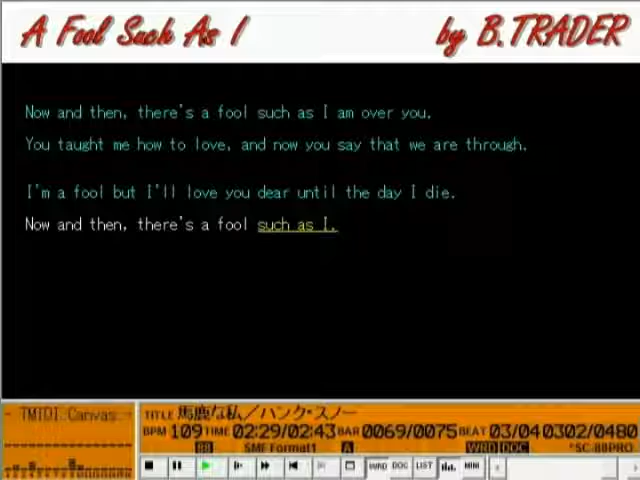 A Fool Such As I
by B.TRADER
Now and then, there's a fool such as I am over you.
You taught me how to love, and now you say that we are through.
I'm a fool but I'll love you dear until the day I die.
Now and then, there's a fool such as I.
TMIDI Canvas
TITLE 馬鹿な私／ハンク・スノー
BPM 109 TIME 02:29/02:43 BAR 0069/0075 BEAT 03/04 0302/0480
88 SMF Format1 A WRD DOC *SC-88PRO
WRD DOC LIST MINI